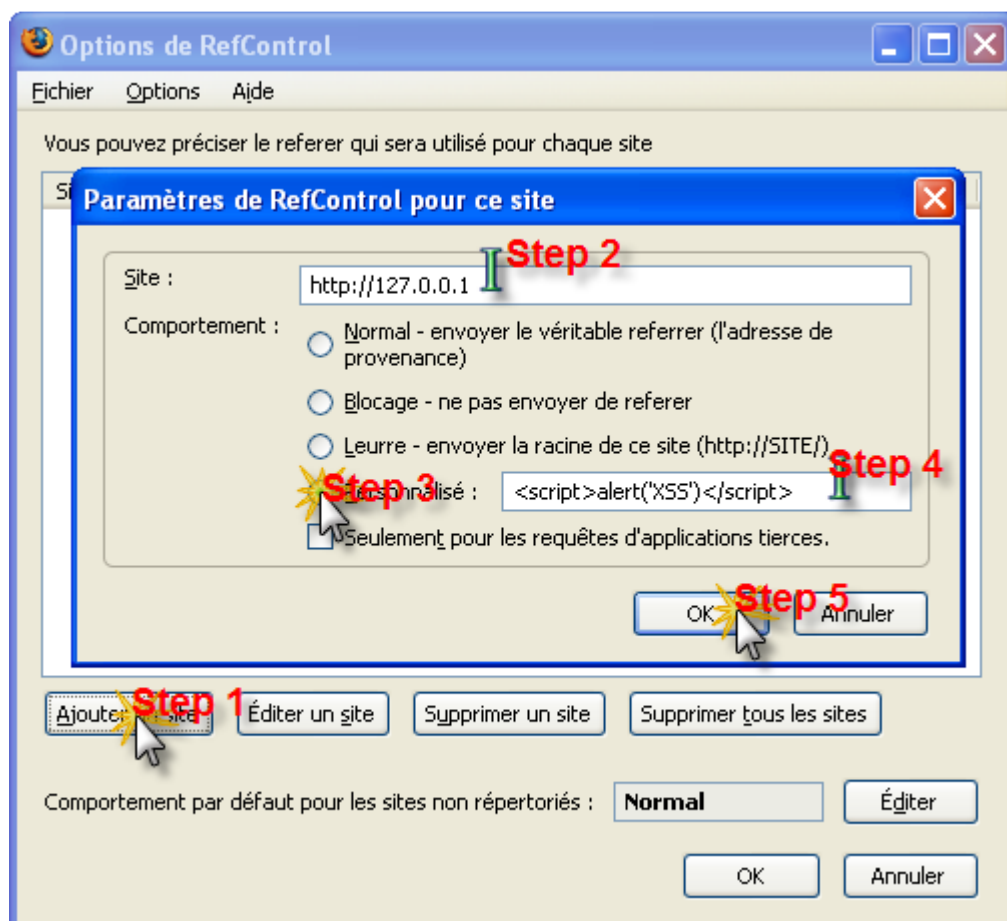 Options de RefControl
Fichier Options Aide
Vous pouvez préciser le referer qui sera utilisé pour chaque site
Paramètres de RefControl pour ce site
Step 2
Site :
http://127.0.0.1
Comportement :
Normal - envoyer le véritable referrer (l'adresse de
provenance)
Blocage - ne pas envoyer de referer
Leurre - envoyer la racine de ce site (http://SITE/)
Step 4
Step 3
<script>alert('XSS')</script>
Seulement pour les requêtes d'applications tierces.
Step 5
OK Annuler
Step 1
Éditer un site Supprimer un site Supprimer tous les sites
Comportement par défaut pour les sites non répertoriés : Normal Éditer
OK Annuler